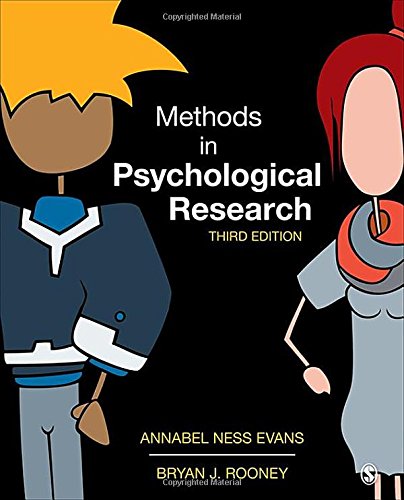 Copyrighted Material
Methods
in
Psychological
Research
THIRD EDITION
ANNABEL NESS EVANS
BRYAN J. ROONEY
Copyrighted Material
S